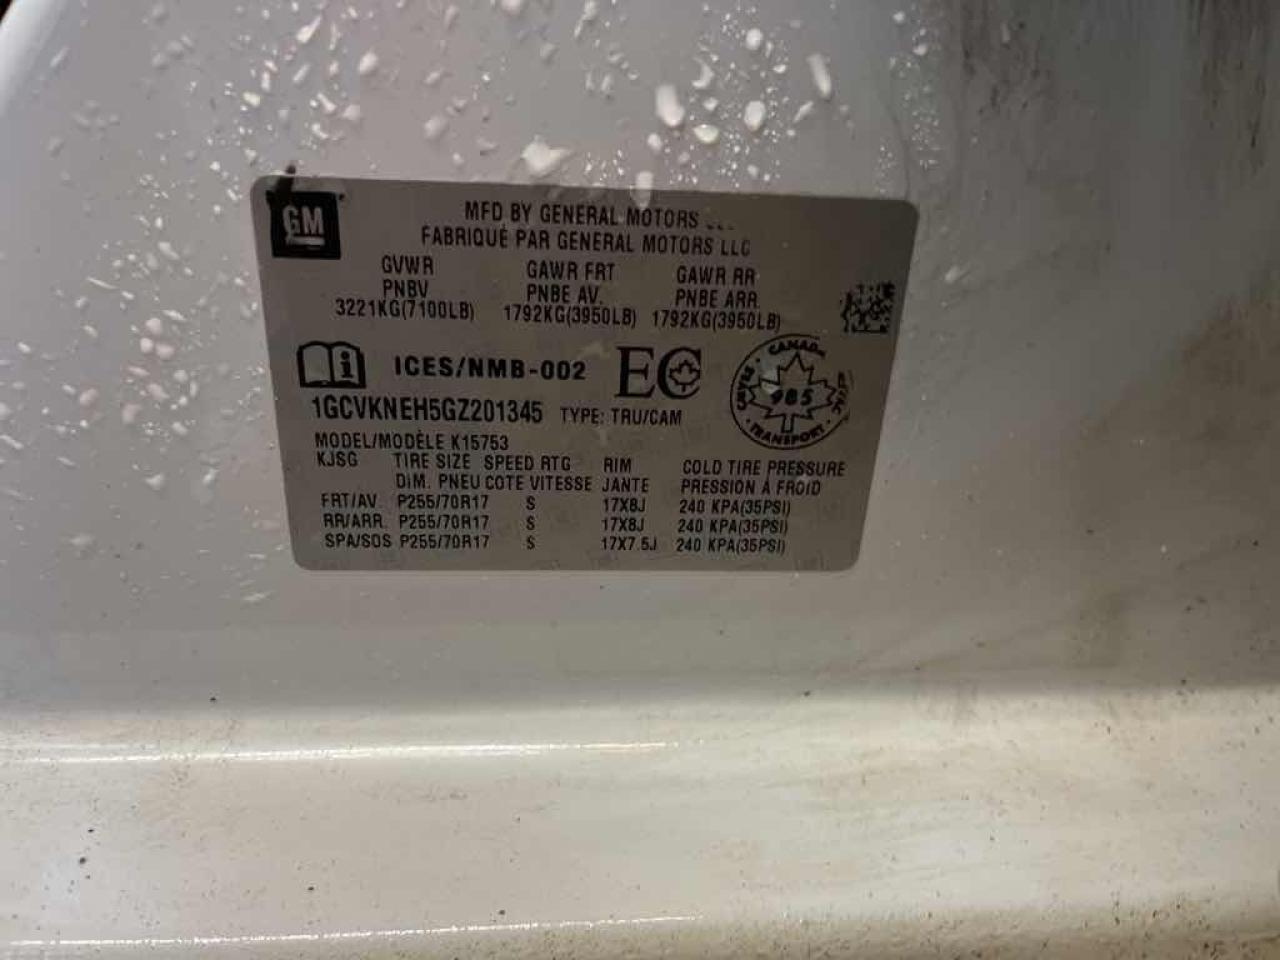 GM
MFD BY GENERAL MOTORS
FABRIQUÉ PAR GENERAL MOTORS LLC
GVWR GAWR FRT GAWR RR
PNBV PNBE AV. PNBE ARR.
3221KG(7100LB) 1792KG(3950LB) 1792KG(3950LB)
ICES/NMB-002 EC
CANADA
985
TRANSPORT
1GCVKNEH5GZ201345 TYPE: TRU/CAM
MODEL/MODÈLE K15753
KJSG TIRE SIZE SPEED RTG RIM COLD TIRE PRESSURE
DIM. PNEU COTE VITESSE JANTE PRESSION À FROID
FRT/AV. P255/70R17 S 17X8J 240 KPA(35PSI)
RR/ARR. P255/70R17 S 17X8J 240 KPA(35PSI)
SPA/SOS P255/70R17 S 17X7.5J 240 KPA(35PSI)